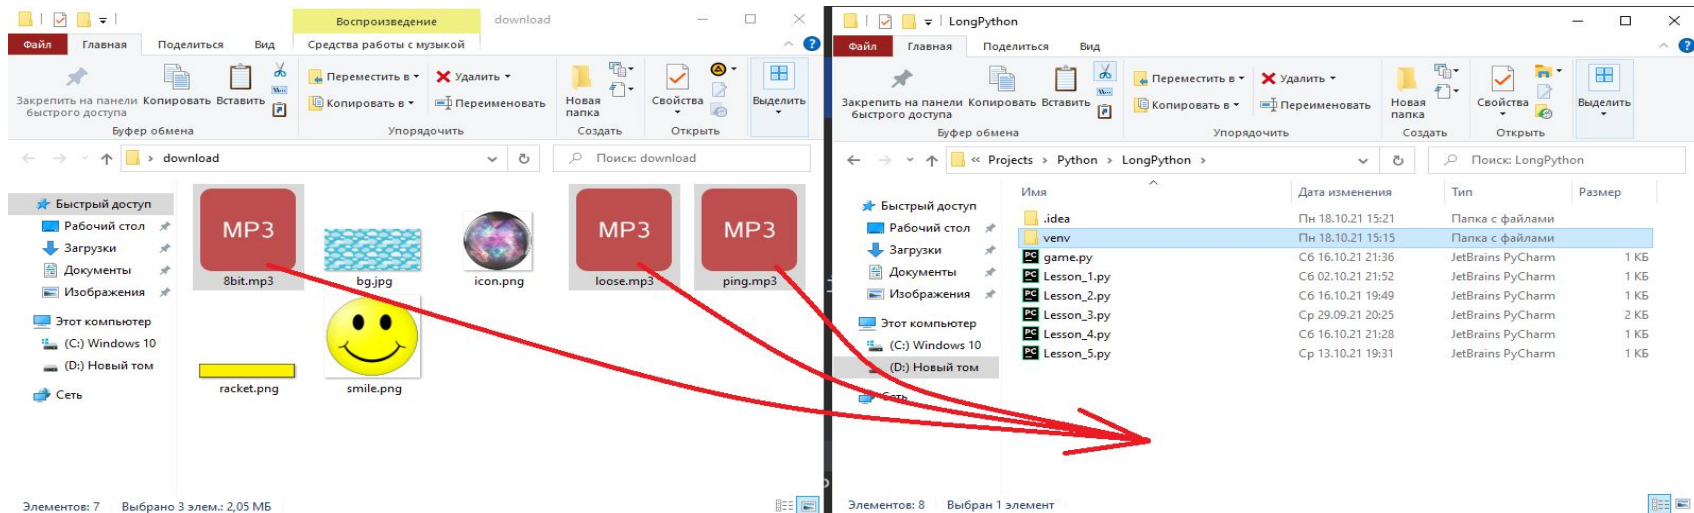 Воспроизведение download
Файл Главная Поделиться Вид Средства работы с музыкой
Закрепить на панели быстрого доступа
Копировать
Вставить
Переместить в
Копировать в
Удалить
Переименовать
Новая папка
Свойства
Выделить
Буфер обмена Упорядочить Создать Открыть
download
Поиск: download
Быстрый доступ
Рабочий стол
Загрузки
Документы
Изображения
Этот компьютер
(C:) Windows 10
(D:) Новый том
Сеть
MP3 MP3 MP3
8bit.mp3 bg.jpg icon.png loose.mp3 ping.mp3
racket.png smile.png
Элементов: 7 Выбрано 3 элем.: 2,05 МБ
LongPython
Файл Главная Поделиться Вид
Закрепить на панели быстрого доступа
Копировать
Вставить
Переместить в
Копировать в
Удалить
Переименовать
Новая папка
Свойства
Выделить
Буфер обмена Упорядочить Создать Открыть
« Projects › Python › LongPython ›
Поиск: LongPython
Быстрый доступ
Рабочий стол
Загрузки
Документы
Изображения
Этот компьютер
(C:) Windows 10
(D:) Новый том
Сеть
Имя Дата изменения Тип Размер
.idea Пн 18.10.21 15:21 Папка с файлами
venv Пн 18.10.21 15:15 Папка с файлами
game.py Сб 16.10.21 21:36 JetBrains PyCharm 1 КБ
Lesson_1.py Сб 02.10.21 21:52 JetBrains PyCharm 1 КБ
Lesson_2.py Сб 16.10.21 19:49 JetBrains PyCharm 1 КБ
Lesson_3.py Ср 29.09.21 20:25 JetBrains PyCharm 2 КБ
Lesson_4.py Сб 16.10.21 21:28 JetBrains PyCharm 1 КБ
Lesson_5.py Ср 13.10.21 19:31 JetBrains PyCharm 1 КБ
Элементов: 8 Выбран 1 элемент